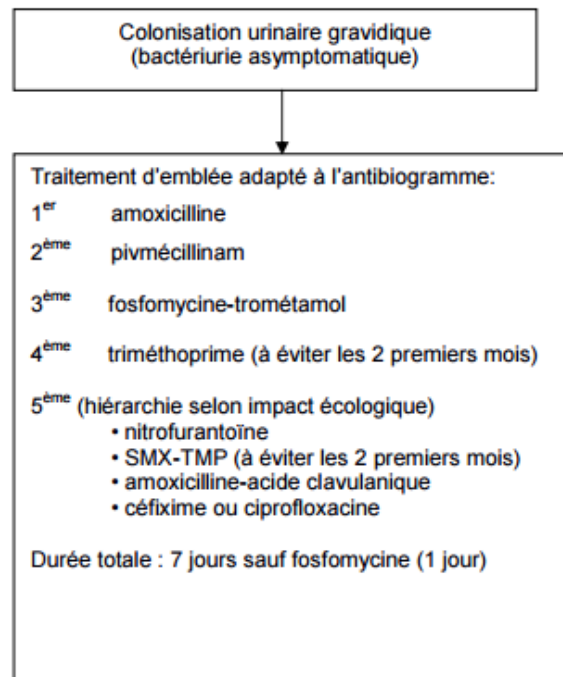 Colonisation urinaire gravidique
(bactériurie asymptomatique)
Traitement d'emblée adapté à l'antibiogramme:
1er amoxicilline
2ème pivmécillinam
3ème fosfomycine-trométamol
4ème triméthoprime (à éviter les 2 premiers mois)
5ème (hiérarchie selon impact écologique)
• nitrofurantoïne
• SMX-TMP (à éviter les 2 premiers mois)
• amoxicilline-acide clavulanique
• céfixime ou ciprofloxacine
Durée totale : 7 jours sauf fosfomycine (1 jour)